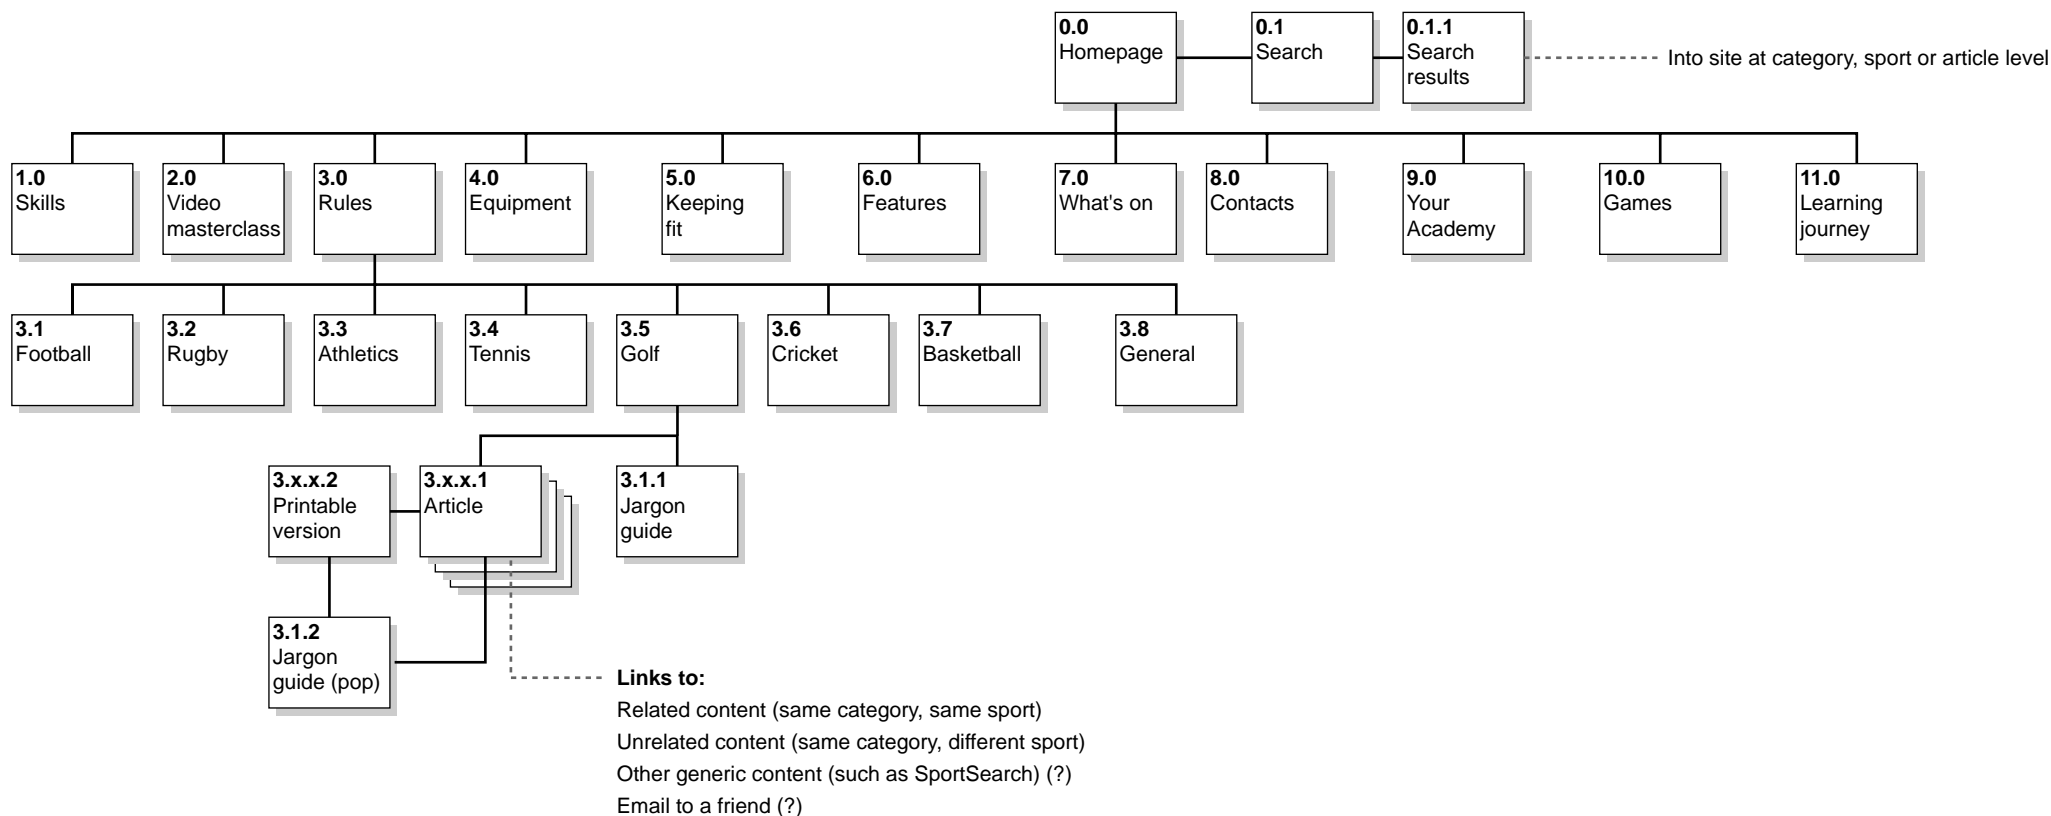 0.0
Homepage
0.1
Search
0.1.1
Search
results
Into site at category, sport or article level
1.0
Skills
2.0
Video
masterclass
3.0
Rules
4.0
Equipment
5.0
Keeping
fit
6.0
Features
7.0
What's on
8.0
Contacts
9.0
Your
Academy
10.0
Games
11.0
Learning
journey
3.1
Football
3.2
Rugby
3.3
Athletics
3.4
Tennis
3.5
Golf
3.6
Cricket
3.7
Basketball
3.8
General
3.x.x.2
Printable
version
3.x.x.1
Article
3.1.1
Jargon
guide
3.1.2
Jargon
guide (pop)
Links to:
Related content (same category, same sport)
Unrelated content (same category, different sport)
Other generic content (such as SportSearch) (?)
Email to a friend (?)